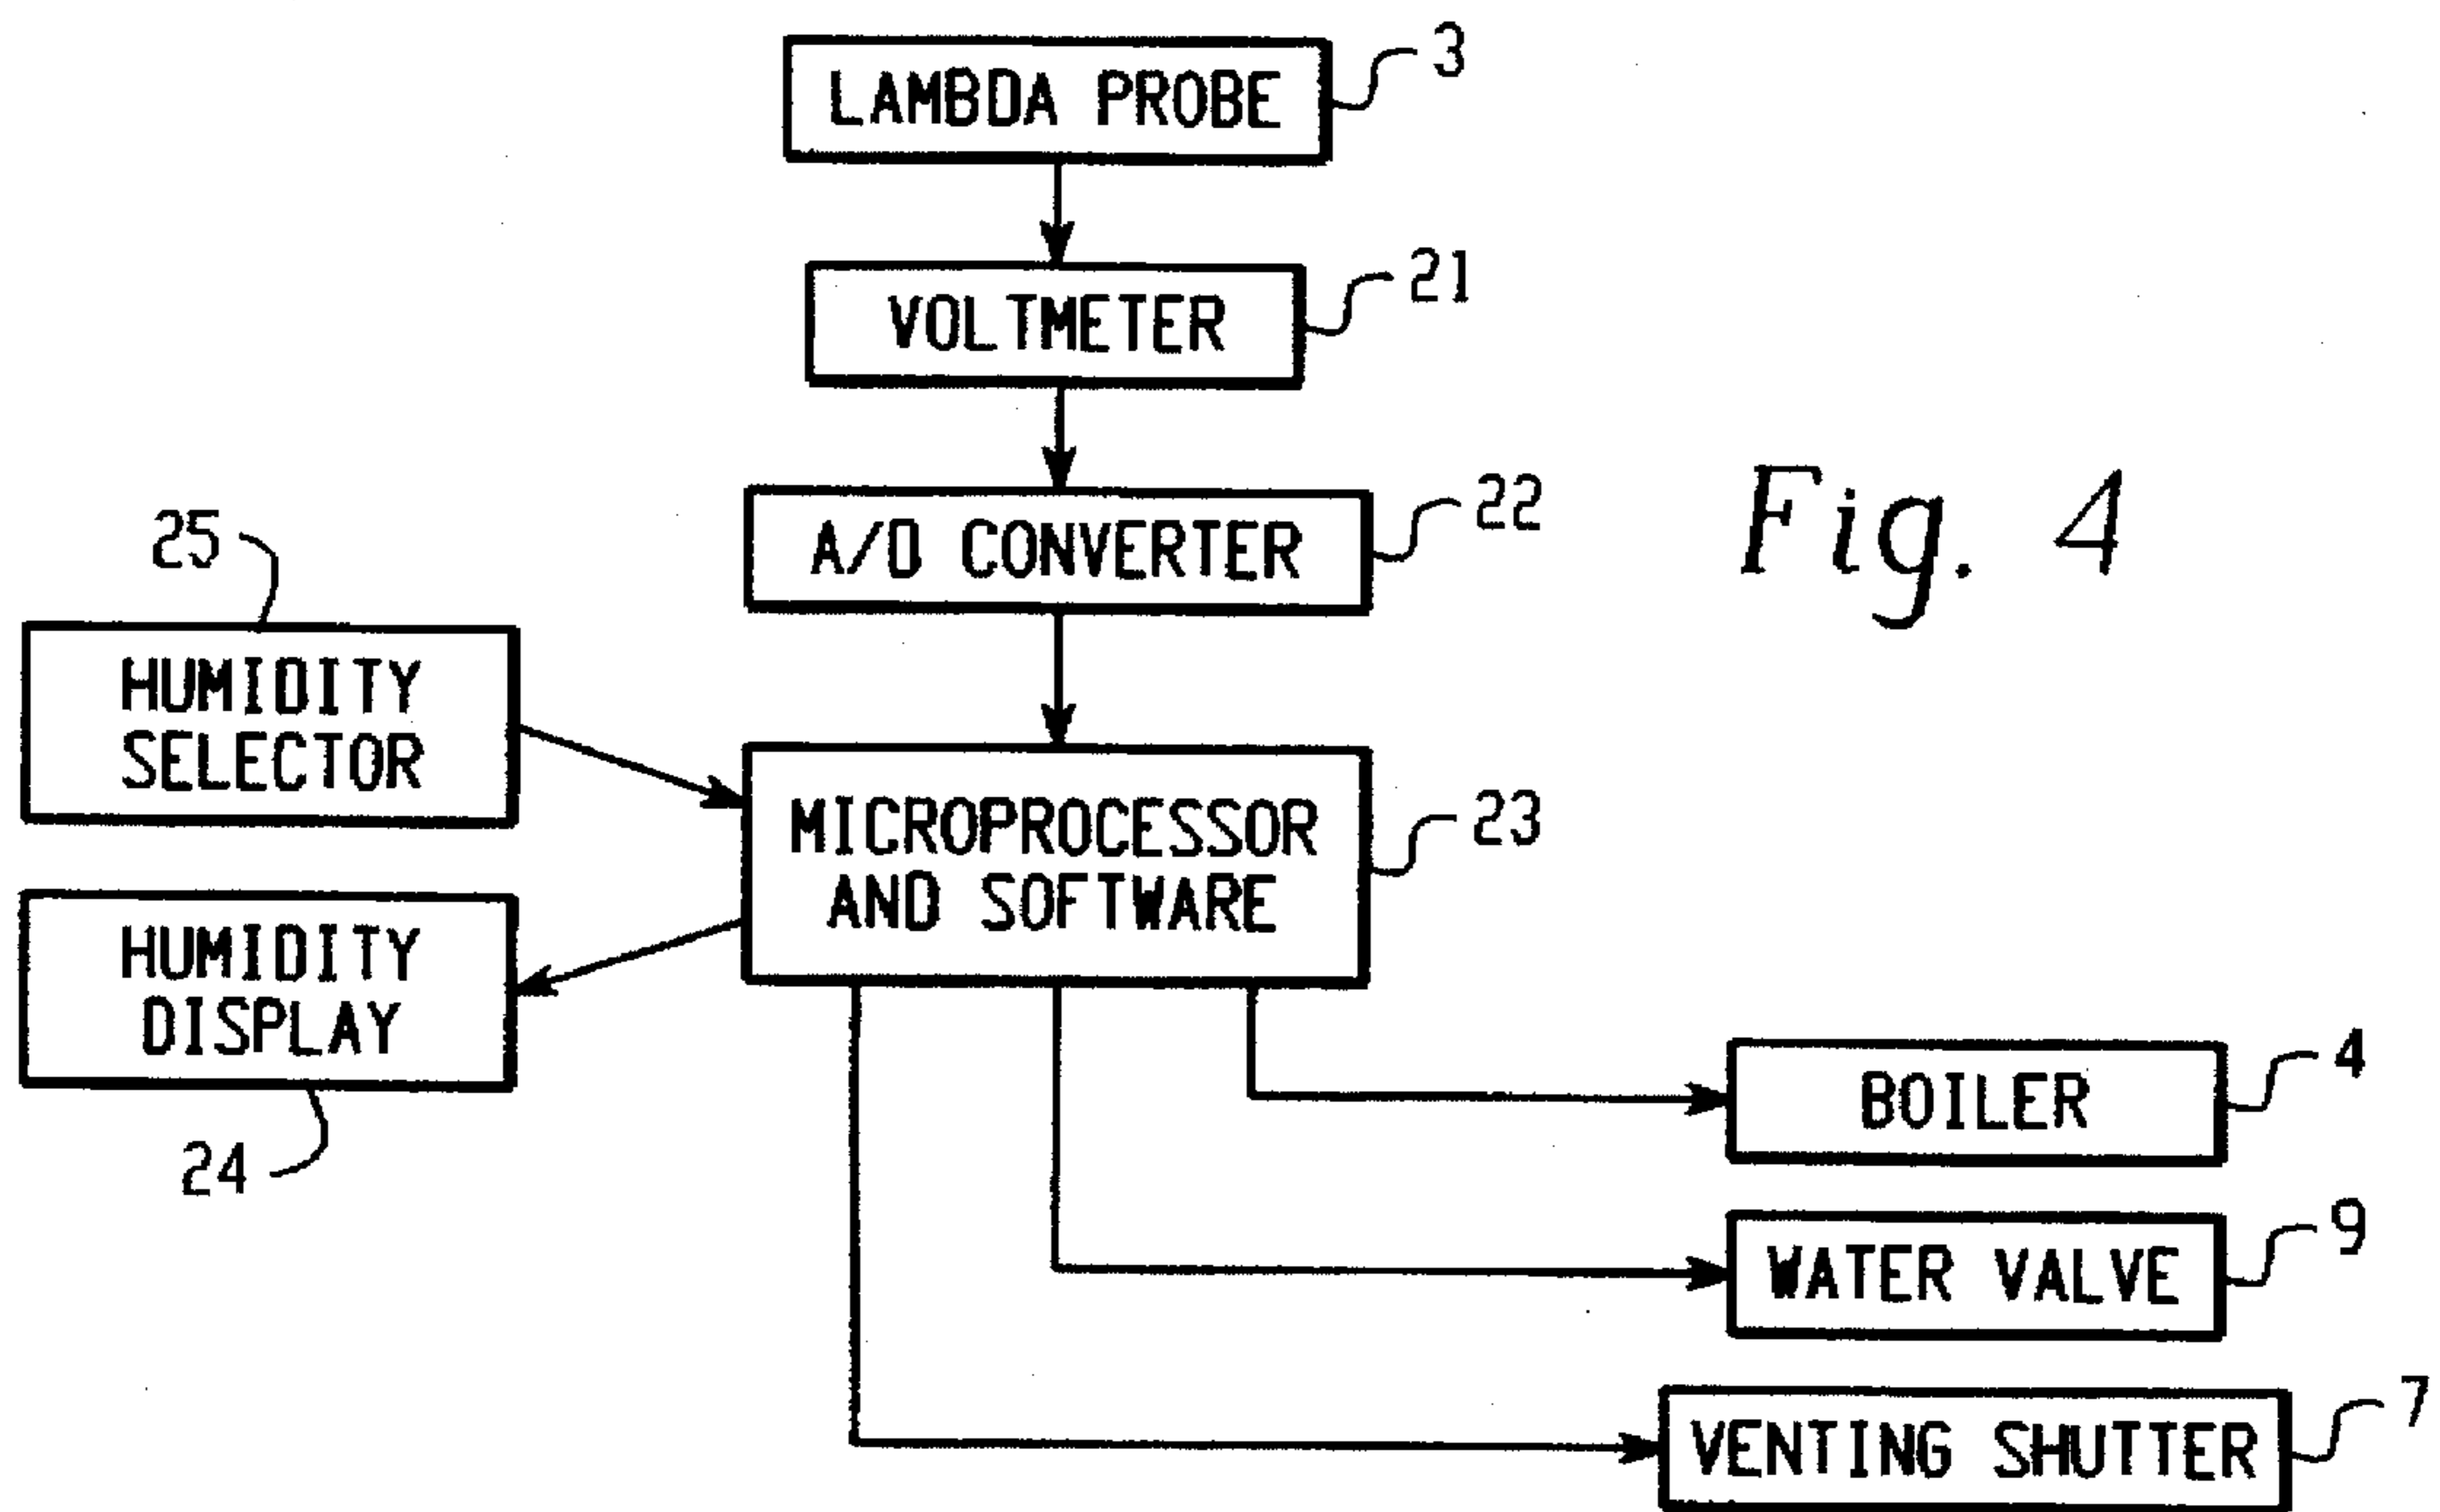 LAMBDA PROBE
3
VOLTMETER
21
A/D CONVERTER
22
Fig. 4
25
HUMIDITY
SELECTOR
MICROPROCESSOR
AND SOFTWARE
23
HUMIDITY
DISPLAY
24
BOILER
4
WATER VALVE
9
VENTING SHUTTER
7